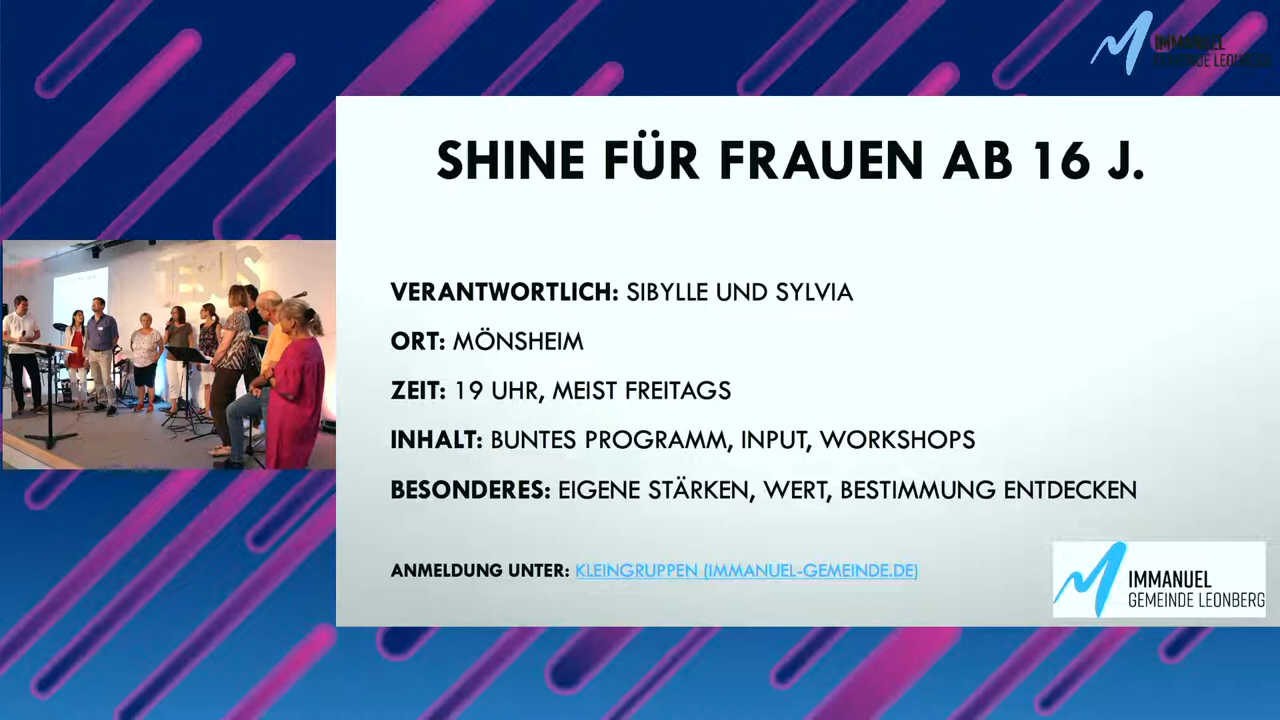 IMMANUEL
GEMEINDE LEONBERG
SHINE FÜR FRAUEN AB 16 J.
JESUS
VERANTWORTLICH: SIBYLLE UND SYLVIA
ORT: MÖNSHEIM
ZEIT: 19 UHR, MEIST FREITAGS
INHALT: BUNTES PROGRAMM, INPUT, WORKSHOPS
BESONDERES: EIGENE STÄRKEN, WERT, BESTIMMUNG ENTDECKEN
ANMELDUNG UNTER: KLEINGRUPPEN (IMMANUEL-GEMEINDE.DE)
IMMANUEL
GEMEINDE LEONBERG